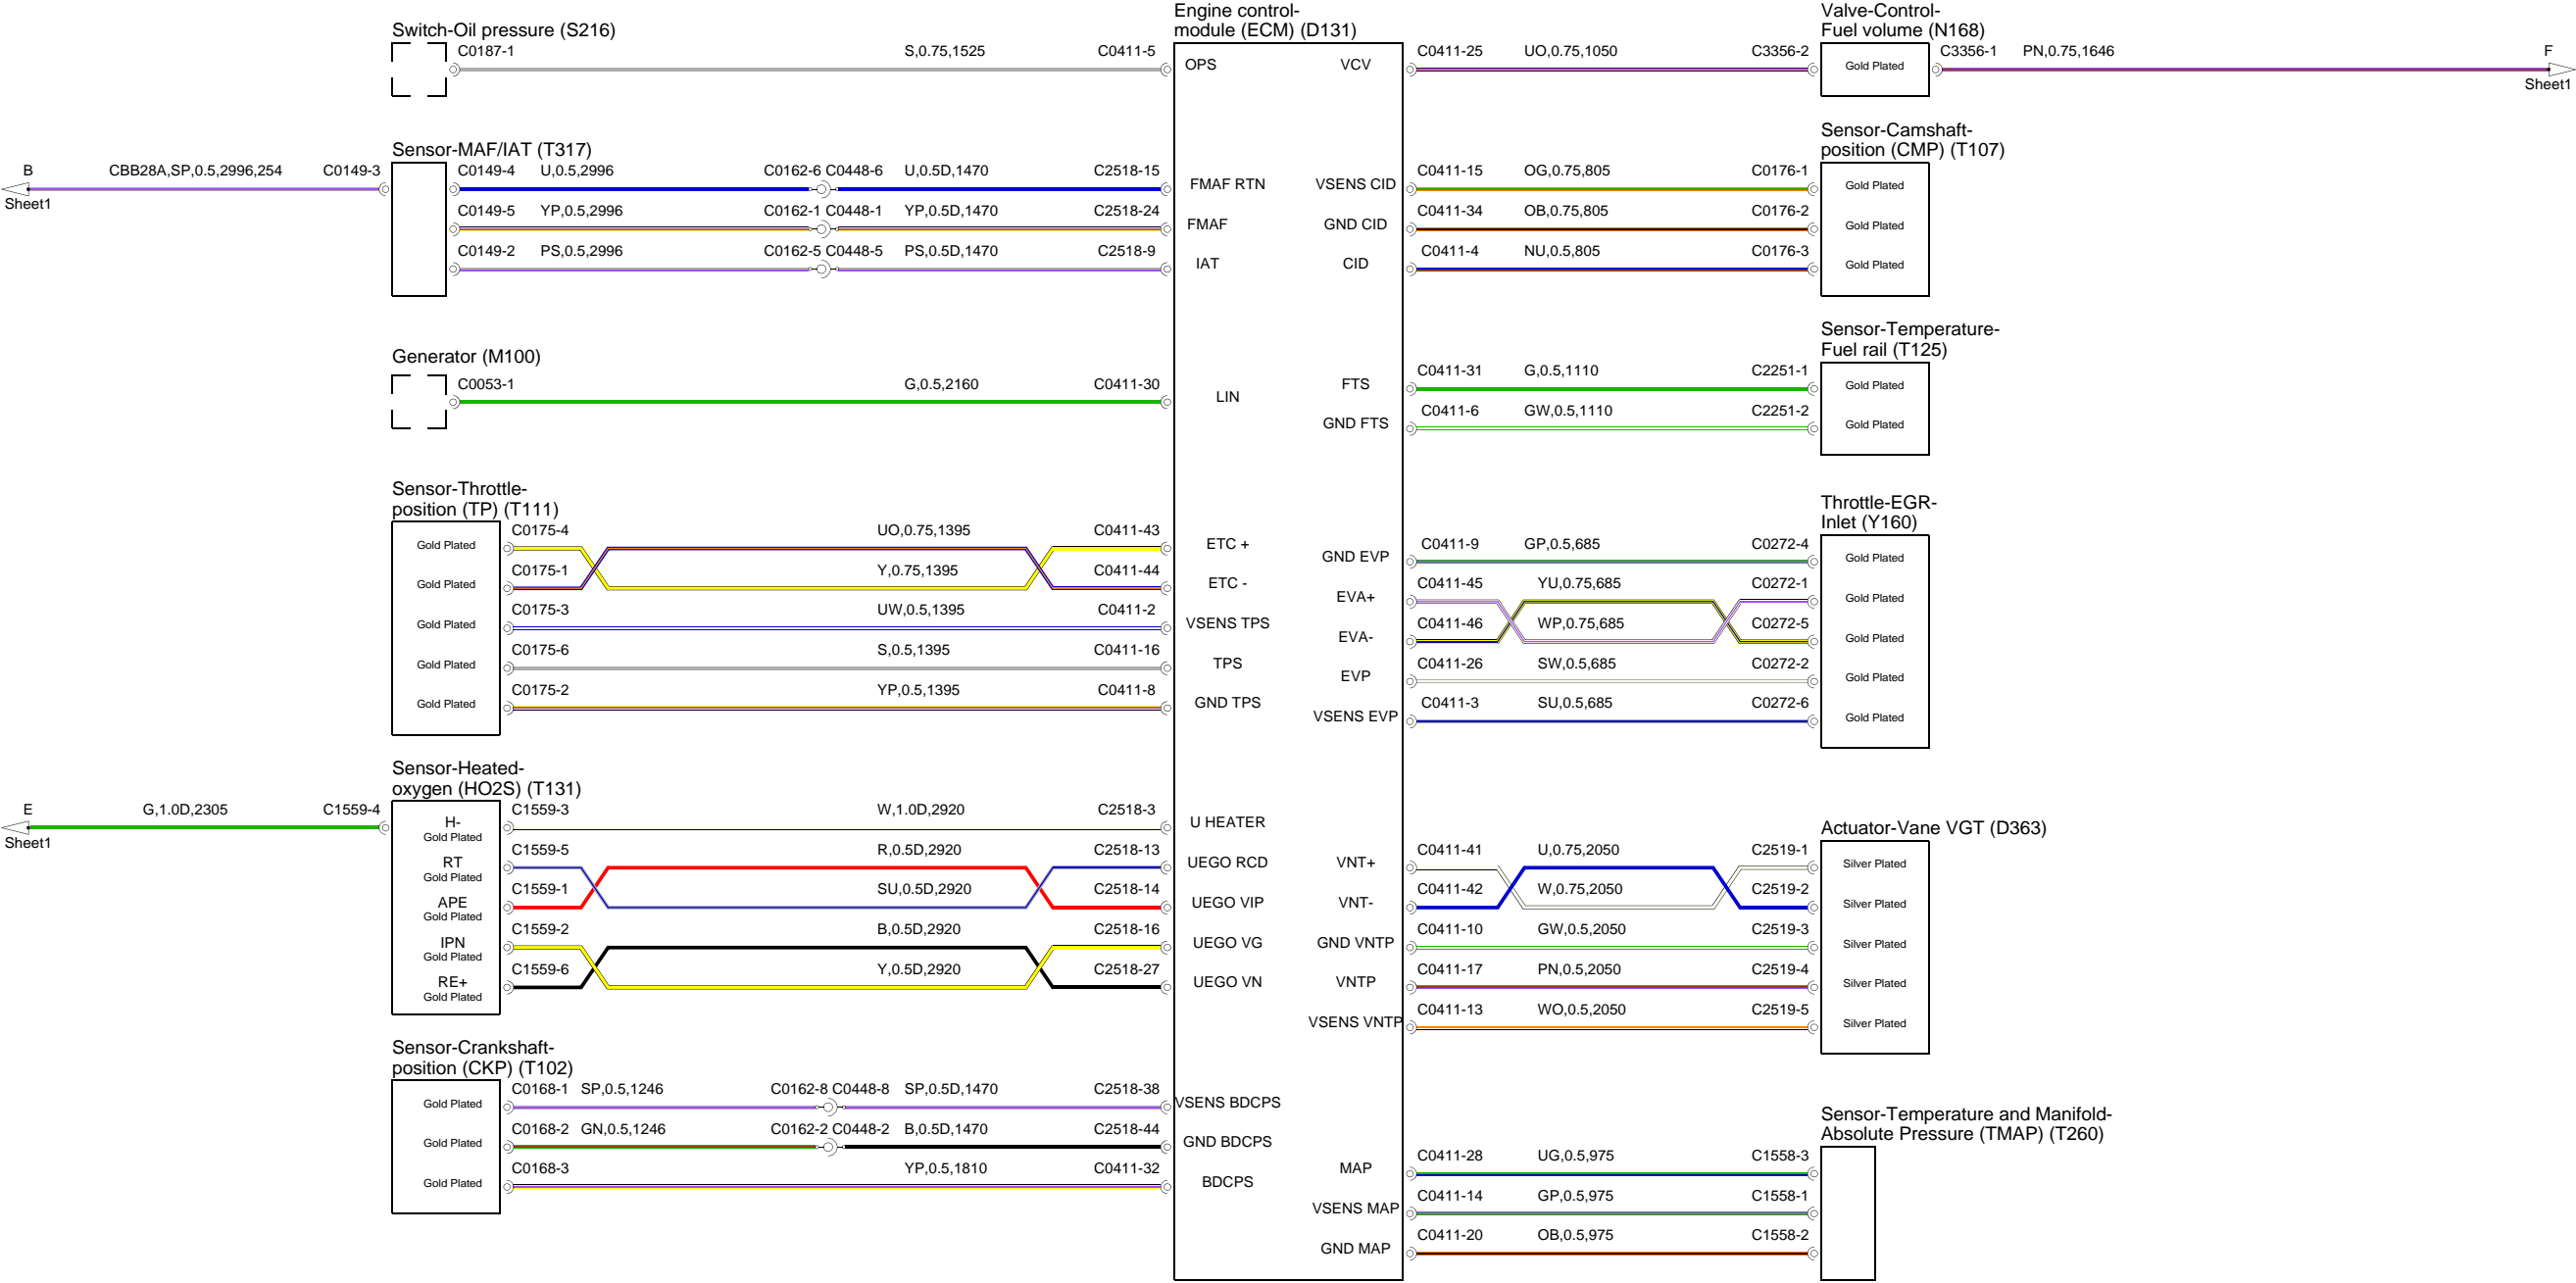 Switch-Oil pressure (S216)
C0187-1 S,0.75,1525 C0411-5
Sensor-MAF/IAT (T317)
B CBB28A,SP,0.5,2996,254 C0149-3
Sheet1
C0149-4 U,0.5,2996 C0162-6 C0448-6 U,0.5D,1470 C2518-15
C0149-5 YP,0.5,2996 C0162-1 C0448-1 YP,0.5D,1470 C2518-24
C0149-2 PS,0.5,2996 C0162-5 C0448-5 PS,0.5D,1470 C2518-9
Generator (M100)
C0053-1 G,0.5,2160 C0411-30
Sensor-Throttle-
position (TP) (T111)
C0175-4 UO,0.75,1395 C0411-43
Gold Plated
C0175-1 Y,0.75,1395 C0411-44
Gold Plated
C0175-3 UW,0.5,1395 C0411-2
Gold Plated
C0175-6 S,0.5,1395 C0411-16
Gold Plated
C0175-2 YP,0.5,1395 C0411-8
Gold Plated
Sensor-Heated-
oxygen (HO2S) (T131)
E G,1.0D,2305 C1559-4
Sheet1
C1559-3 W,1.0D,2920 C2518-3
H-
Gold Plated
C1559-5 R,0.5D,2920 C2518-13
RT
Gold Plated
C1559-1 SU,0.5D,2920 C2518-14
APE
Gold Plated
C1559-2 B,0.5D,2920 C2518-16
IPN
Gold Plated
C1559-6 Y,0.5D,2920 C2518-27
RE+
Gold Plated
Sensor-Crankshaft-
position (CKP) (T102)
C0168-1 SP,0.5,1246 C0162-8 C0448-8 SP,0.5D,1470 C2518-38
Gold Plated
C0168-2 GN,0.5,1246 C0162-2 C0448-2 B,0.5D,1470 C2518-44
Gold Plated
C0168-3 YP,0.5,1810 C0411-32
Gold Plated
Engine control-
module (ECM) (D131)
OPS VCV
FMAF RTN VSENS CID
FMAF GND CID
IAT CID
LIN FTS
GND FTS
ETC + GND EVP
ETC - EVA+
VSENS TPS EVA-
TPS EVP
GND TPS VSENS EVP
U HEATER
UEGO RCD VNT+
UEGO VIP VNT-
UEGO VG GND VNTP
UEGO VN VNTP
VSENS VNTP
VSENS BDCPS
GND BDCPS
BDCPS MAP
VSENS MAP
GND MAP
Valve-Control-
Fuel volume (N168)
C0411-25 UO,0.75,1050 C3356-2
Gold Plated
C3356-1 PN,0.75,1646 F
Sheet1
Sensor-Camshaft-
position (CMP) (T107)
C0411-15 OG,0.75,805 C0176-1
Gold Plated
C0411-34 OB,0.75,805 C0176-2
Gold Plated
C0411-4 NU,0.5,805 C0176-3
Gold Plated
Sensor-Temperature-
Fuel rail (T125)
C0411-31 G,0.5,1110 C2251-1
Gold Plated
C0411-6 GW,0.5,1110 C2251-2
Gold Plated
Throttle-EGR-
Inlet (Y160)
C0411-9 GP,0.5,685 C0272-4
Gold Plated
C0411-45 YU,0.75,685 C0272-1
Gold Plated
C0411-46 WP,0.75,685 C0272-5
Gold Plated
C0411-26 SW,0.5,685 C0272-2
Gold Plated
C0411-3 SU,0.5,685 C0272-6
Gold Plated
Actuator-Vane VGT (D363)
C0411-41 U,0.75,2050 C2519-1
Silver Plated
C0411-42 W,0.75,2050 C2519-2
Silver Plated
C0411-10 GW,0.5,2050 C2519-3
Silver Plated
C0411-17 PN,0.5,2050 C2519-4
Silver Plated
C0411-13 WO,0.5,2050 C2519-5
Silver Plated
Sensor-Temperature and Manifold-
Absolute Pressure (TMAP) (T260)
C0411-28 UG,0.5,975 C1558-3
C0411-14 GP,0.5,975 C1558-1
C0411-20 OB,0.5,975 C1558-2